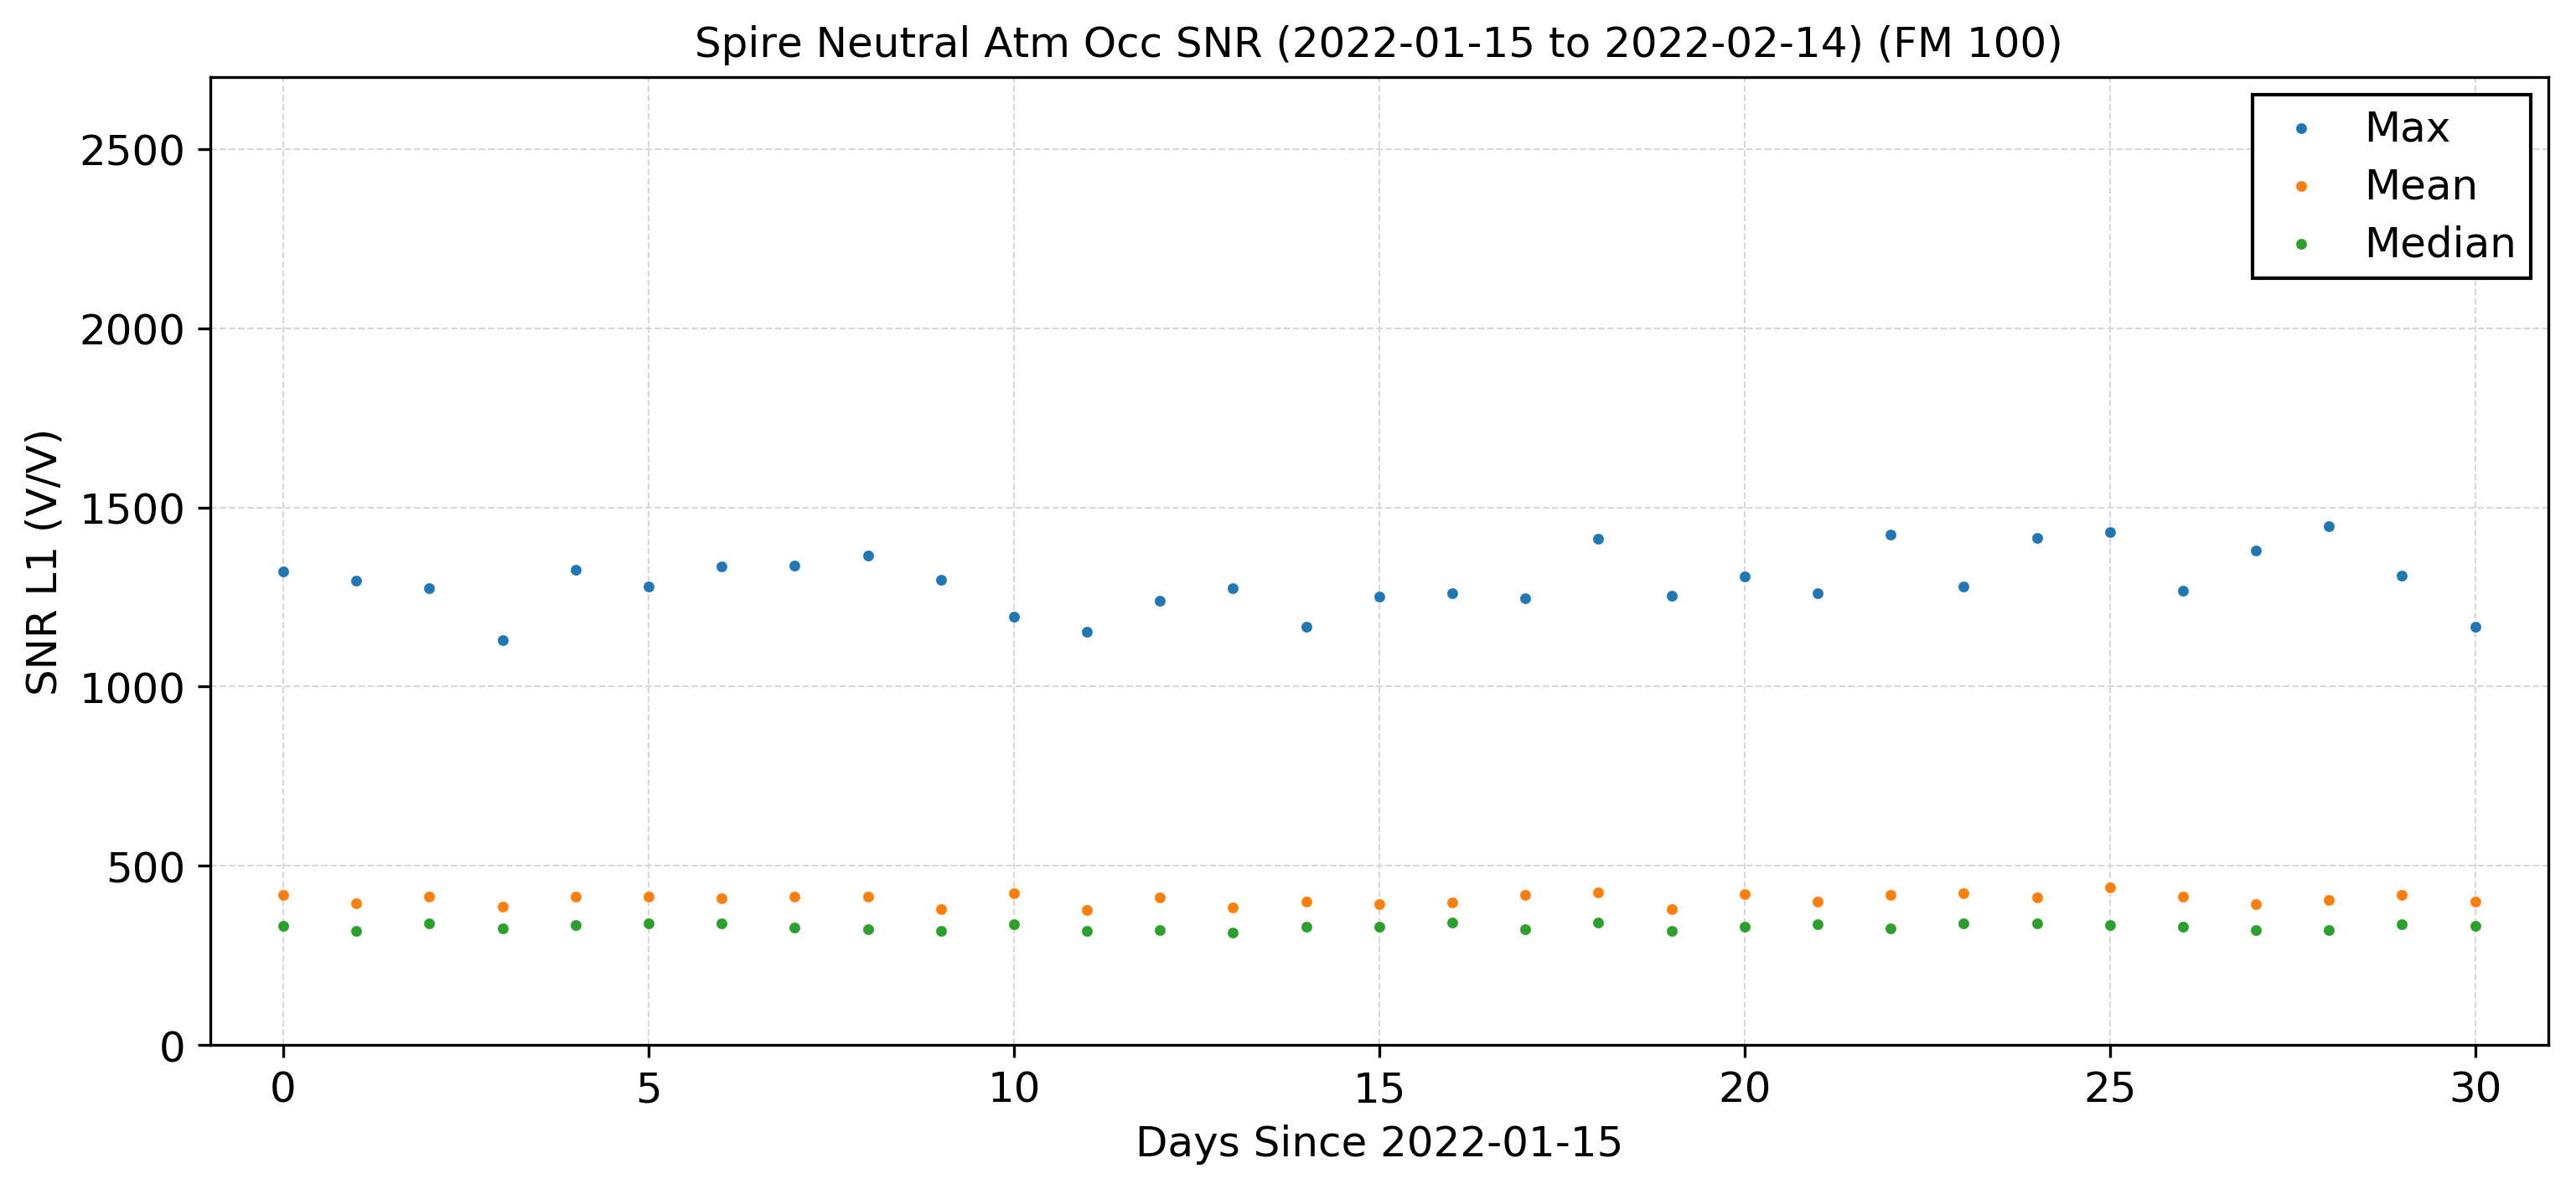 Spire Neutral Atm Occ SNR (2022-01-15 to 2022-02-14) (FM 100)
Max
Mean
Median
SNR L1 (V/V)
2500
2000
1500
1000
500
0
0 5 10 15 20 25 30
Days Since 2022-01-15